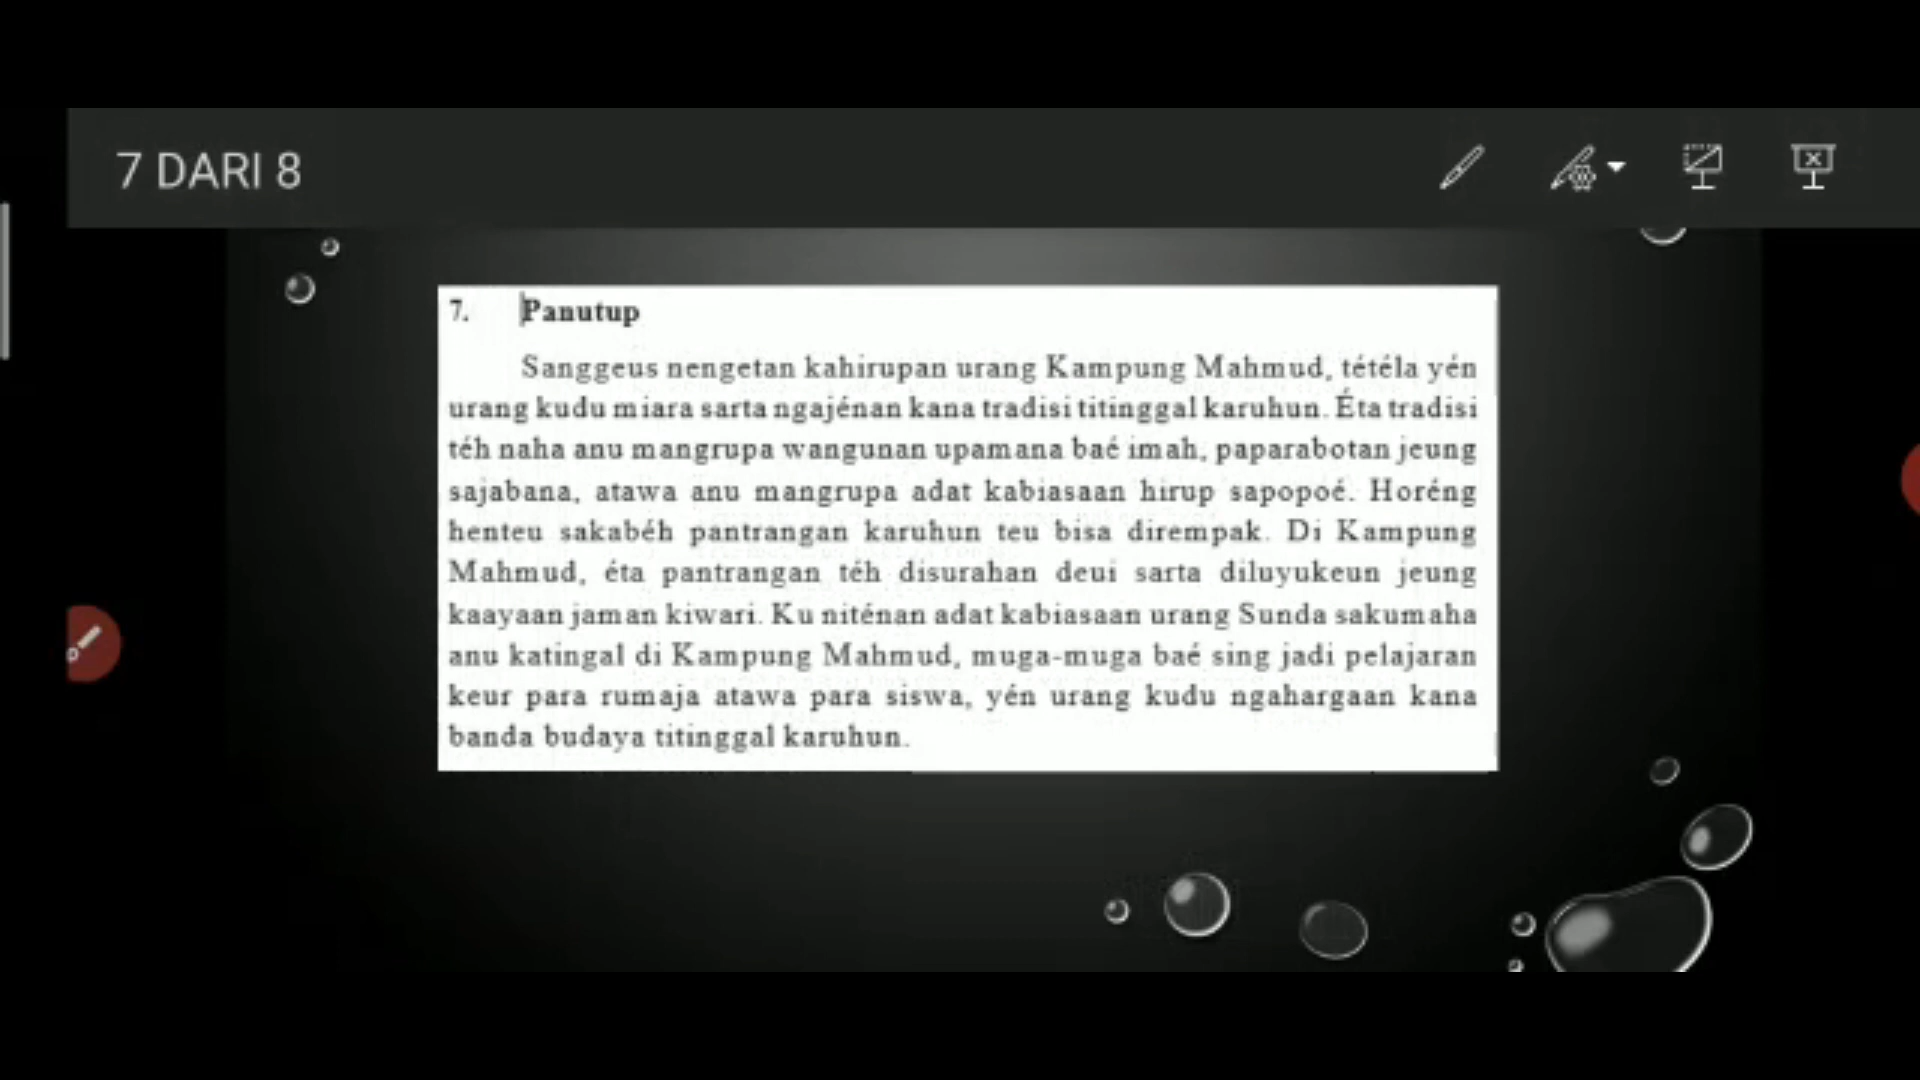 7 DARI 8
7. Panutup
Sanggeus nengetan kahirupan urang Kampung Mahmud, tétéla yén
urang kudu miara sarta ngajénan kana tradisi titinggal karuhun. Éta tradisi
téh naha anu mangrupa wangunan upamana baé imah, paparabotan jeung
sajabana, atawa anu mangrupa adat kabiasaan hirup sapopoé. Horéng
henteu sakabéh pantrangan karuhun teu bisa dirempak. Di Kampung
Mahmud, éta pantrangan téh disurahan deui sarta diluyukeun jeung
kaayaan jaman kiwari. Ku niténan adat kabiasaan urang Sunda sakumaha
anu katingal di Kampung Mahmud, muga-muga baé sing jadi pelajaran
keur para rumaja atawa para siswa, yén urang kudu ngahargaan kana
banda budaya titinggal karuhun.